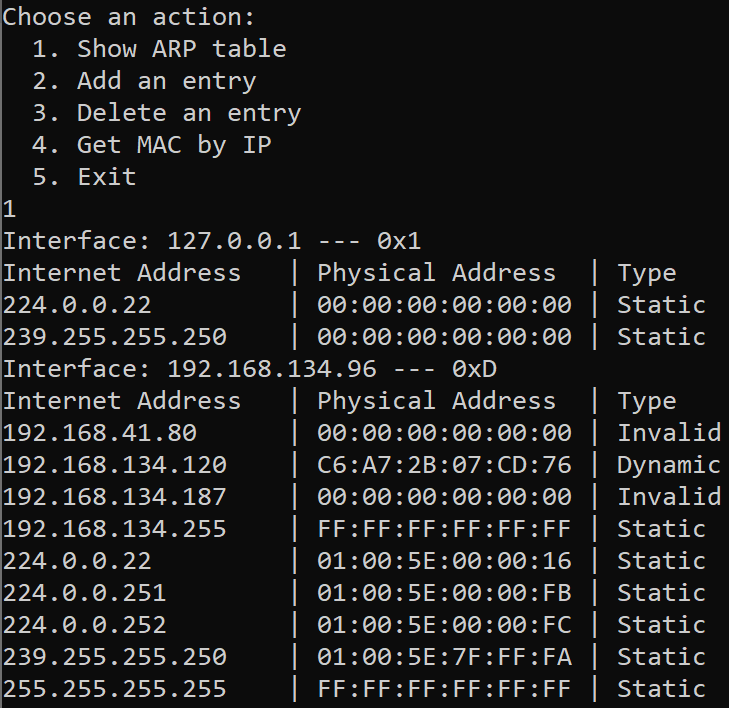 Choose an action:
  1. Show ARP table
  2. Add an entry
  3. Delete an entry
  4. Get MAC by IP
  5. Exit
1
Interface: 127.0.0.1 --- 0x1
Internet Address   | Physical Address  | Type
224.0.0.22         | 00:00:00:00:00:00 | Static
239.255.255.250    | 00:00:00:00:00:00 | Static
Interface: 192.168.134.96 --- 0xD
Internet Address   | Physical Address  | Type
192.168.41.80      | 00:00:00:00:00:00 | Invalid
192.168.134.120    | C6:A7:2B:07:CD:76 | Dynamic
192.168.134.187    | 00:00:00:00:00:00 | Invalid
192.168.134.255    | FF:FF:FF:FF:FF:FF | Static
224.0.0.22         | 01:00:5E:00:00:16 | Static
224.0.0.251        | 01:00:5E:00:00:FB | Static
224.0.0.252        | 01:00:5E:00:00:FC | Static
239.255.255.250    | 01:00:5E:7F:FF:FA | Static
255.255.255.255    | FF:FF:FF:FF:FF:FF | Static